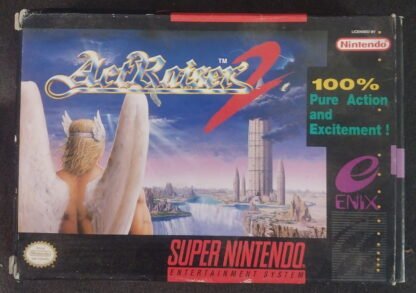 LICENSED BY
Nintendo
ActRaiser 2
TM
100%
Pure Action
and
Excitement !
e
ENIX
SUPER NINTENDO
ENTERTAINMENT SYSTEM